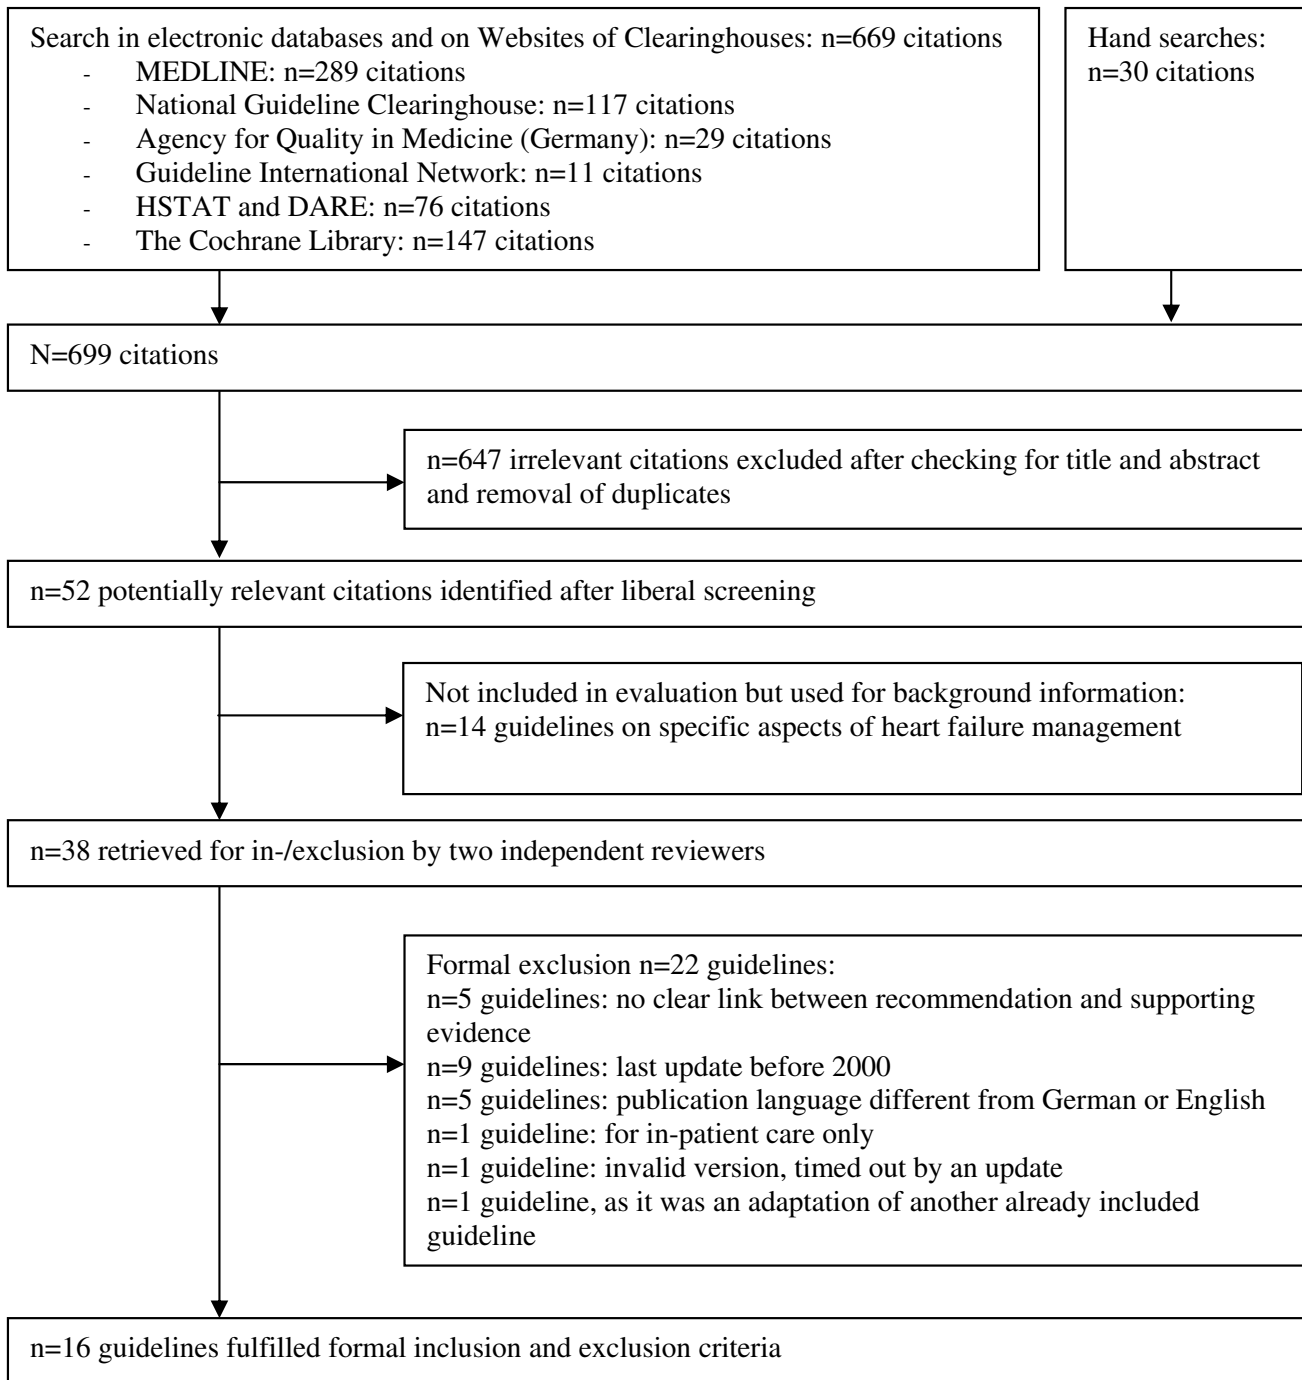 Search in electronic databases and on Websites of Clearinghouses: n=669 citations
- MEDLINE: n=289 citations
- National Guideline Clearinghouse: n=117 citations
- Agency for Quality in Medicine (Germany): n=29 citations
- Guideline International Network: n=11 citations
- HSTAT and DARE: n=76 citations
- The Cochrane Library: n=147 citations
Hand searches:
n=30 citations
N=699 citations
n=647 irrelevant citations excluded after checking for title and abstract
and removal of duplicates
n=52 potentially relevant citations identified after liberal screening
Not included in evaluation but used for background information:
n=14 guidelines on specific aspects of heart failure management
n=38 retrieved for in-/exclusion by two independent reviewers
Formal exclusion n=22 guidelines:
n=5 guidelines: no clear link between recommendation and supporting
evidence
n=9 guidelines: last update before 2000
n=5 guidelines: publication language different from German or English
n=1 guideline: for in-patient care only
n=1 guideline: invalid version, timed out by an update
n=1 guideline, as it was an adaptation of another already included
guideline
n=16 guidelines fulfilled formal inclusion and exclusion criteria